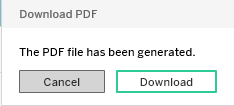 Download PDF
The PDF file has been generated.
Cancel
Download